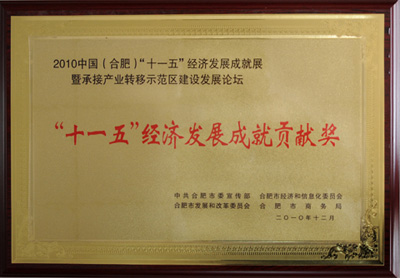 2010中国（合肥）“十一五”经济发展成就展
暨承接产业转移示范区建设发展论坛
“十一五”经济发展成就贡献奖
中共合肥市委宣传部 合肥市经济和信息化委员会
合肥市发展和改革委员会 合肥市商务局
二〇一〇年十二月